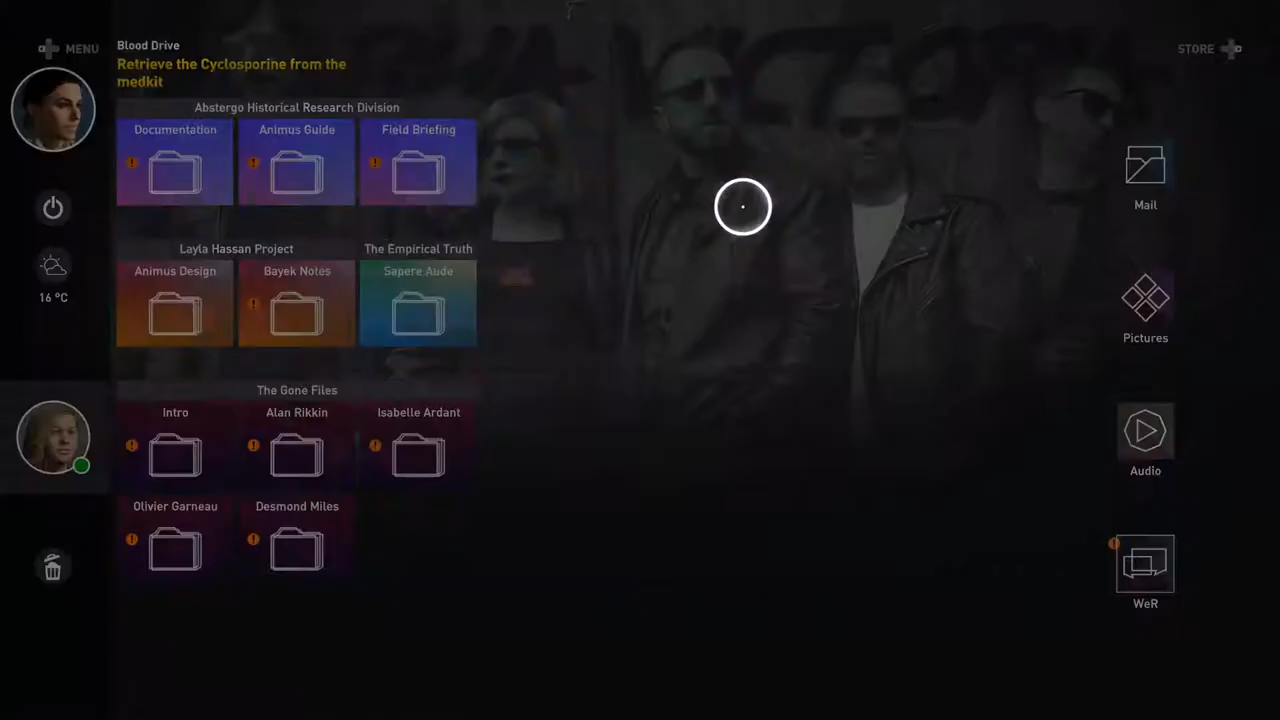 MENU
Blood Drive
STORE
Retrieve the Cyclosporine from the
medkit
Abstergo Historical Research Division
Documentation
Animus Guide
Field Briefing
Mail
Layla Hassan Project
The Empirical Truth
Animus Design
Bayek Notes
Sapere Aude
16 °C
Pictures
The Gone Files
Intro
Alan Rikkin
Isabelle Ardant
Audio
Olivier Garneau
Desmond Miles
WeR